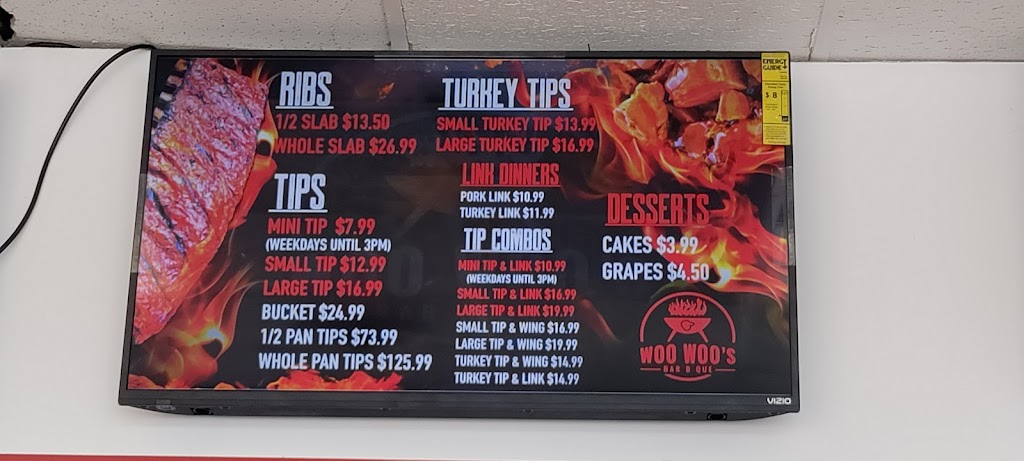 RIBS
1/2 SLAB $13.50
WHOLE SLAB $26.99
TIPS
MINI TIP $7.99
(WEEKDAYS UNTIL 3PM)
SMALL TIP $12.99
LARGE TIP $16.99
BUCKET $24.99
1/2 PAN TIPS $73.99
WHOLE PAN TIPS $125.99
TURKEY TIPS
SMALL TURKEY TIP $13.99
LARGE TURKEY TIP $16.99
LINK DINNERS
PORK LINK $10.99
TURKEY LINK $11.99
TIP COMBOS
MINI TIP & LINK $10.99
(WEEKDAYS UNTIL 3PM)
SMALL TIP & LINK $16.99
LARGE TIP & LINK $19.99
SMALL TIP & WING $16.99
LARGE TIP & WING $19.99
TURKEY TIP & WING $14.99
TURKEY TIP & LINK $14.99
DESSERTS
CAKES $3.99
GRAPES $4.50
WOO WOO'S
BAR B QUE
ENERGY
GUIDE
$ 8
VIZIO